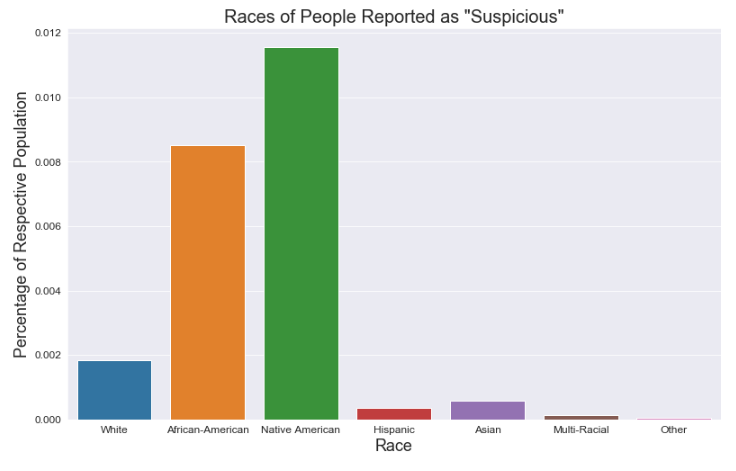 Races of People Reported as "Suspicious"
Percentage of Respective Population
0.012
0.010
0.008
0.006
0.004
0.002
0.000
White African-American Native American Hispanic Asian Multi-Racial Other
Race